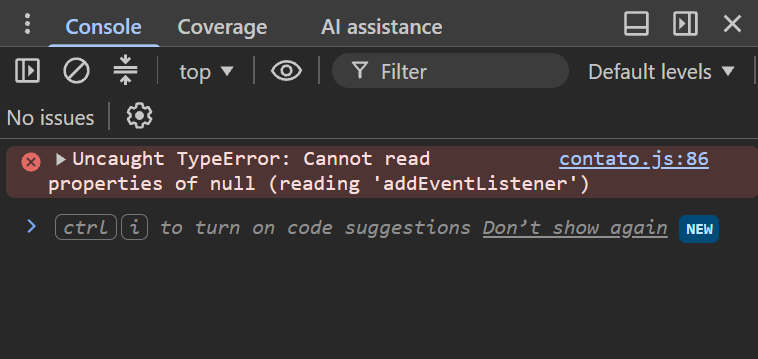 Console Coverage AI assistance
top Filter Default levels
No issues
Uncaught TypeError: Cannot read contato.js:86
properties of null (reading 'addEventListener')
ctrl i to turn on code suggestions Don’t show again NEW